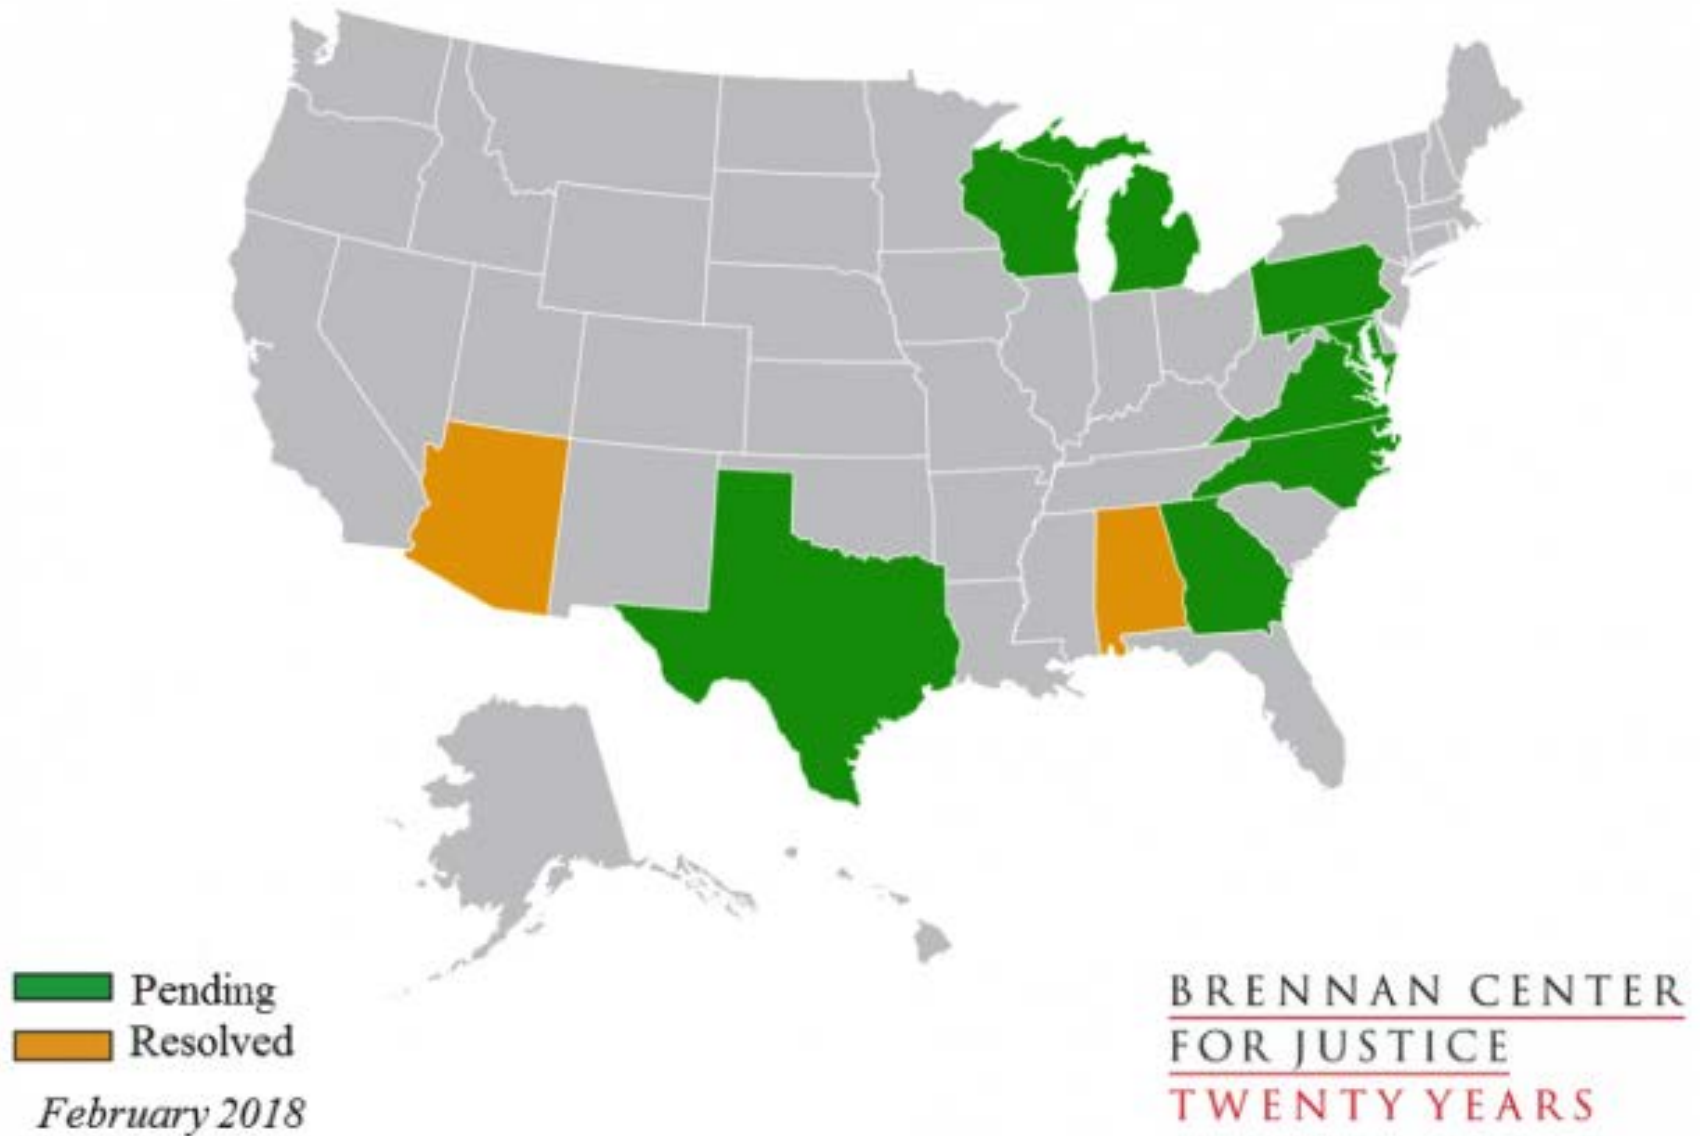 Pending
Resolved
February 2018
BRENNAN CENTER
FOR JUSTICE
TWENTY YEARS